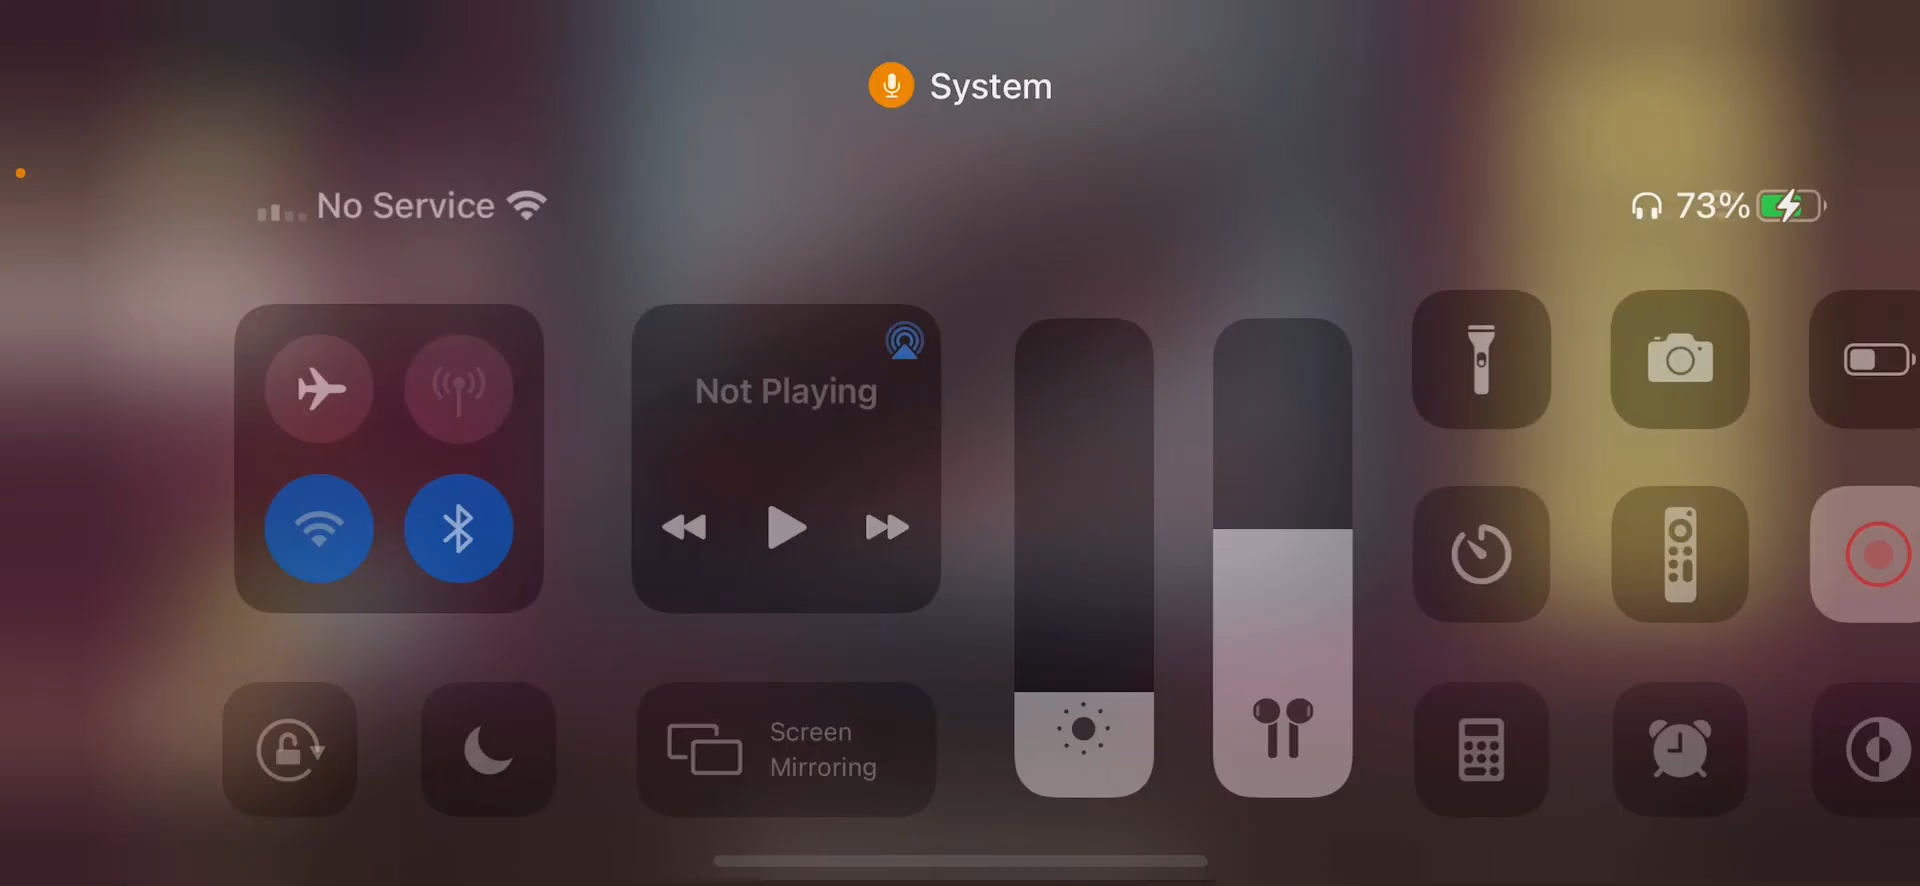 System
No Service
73%
Not Playing
Screen
Mirroring